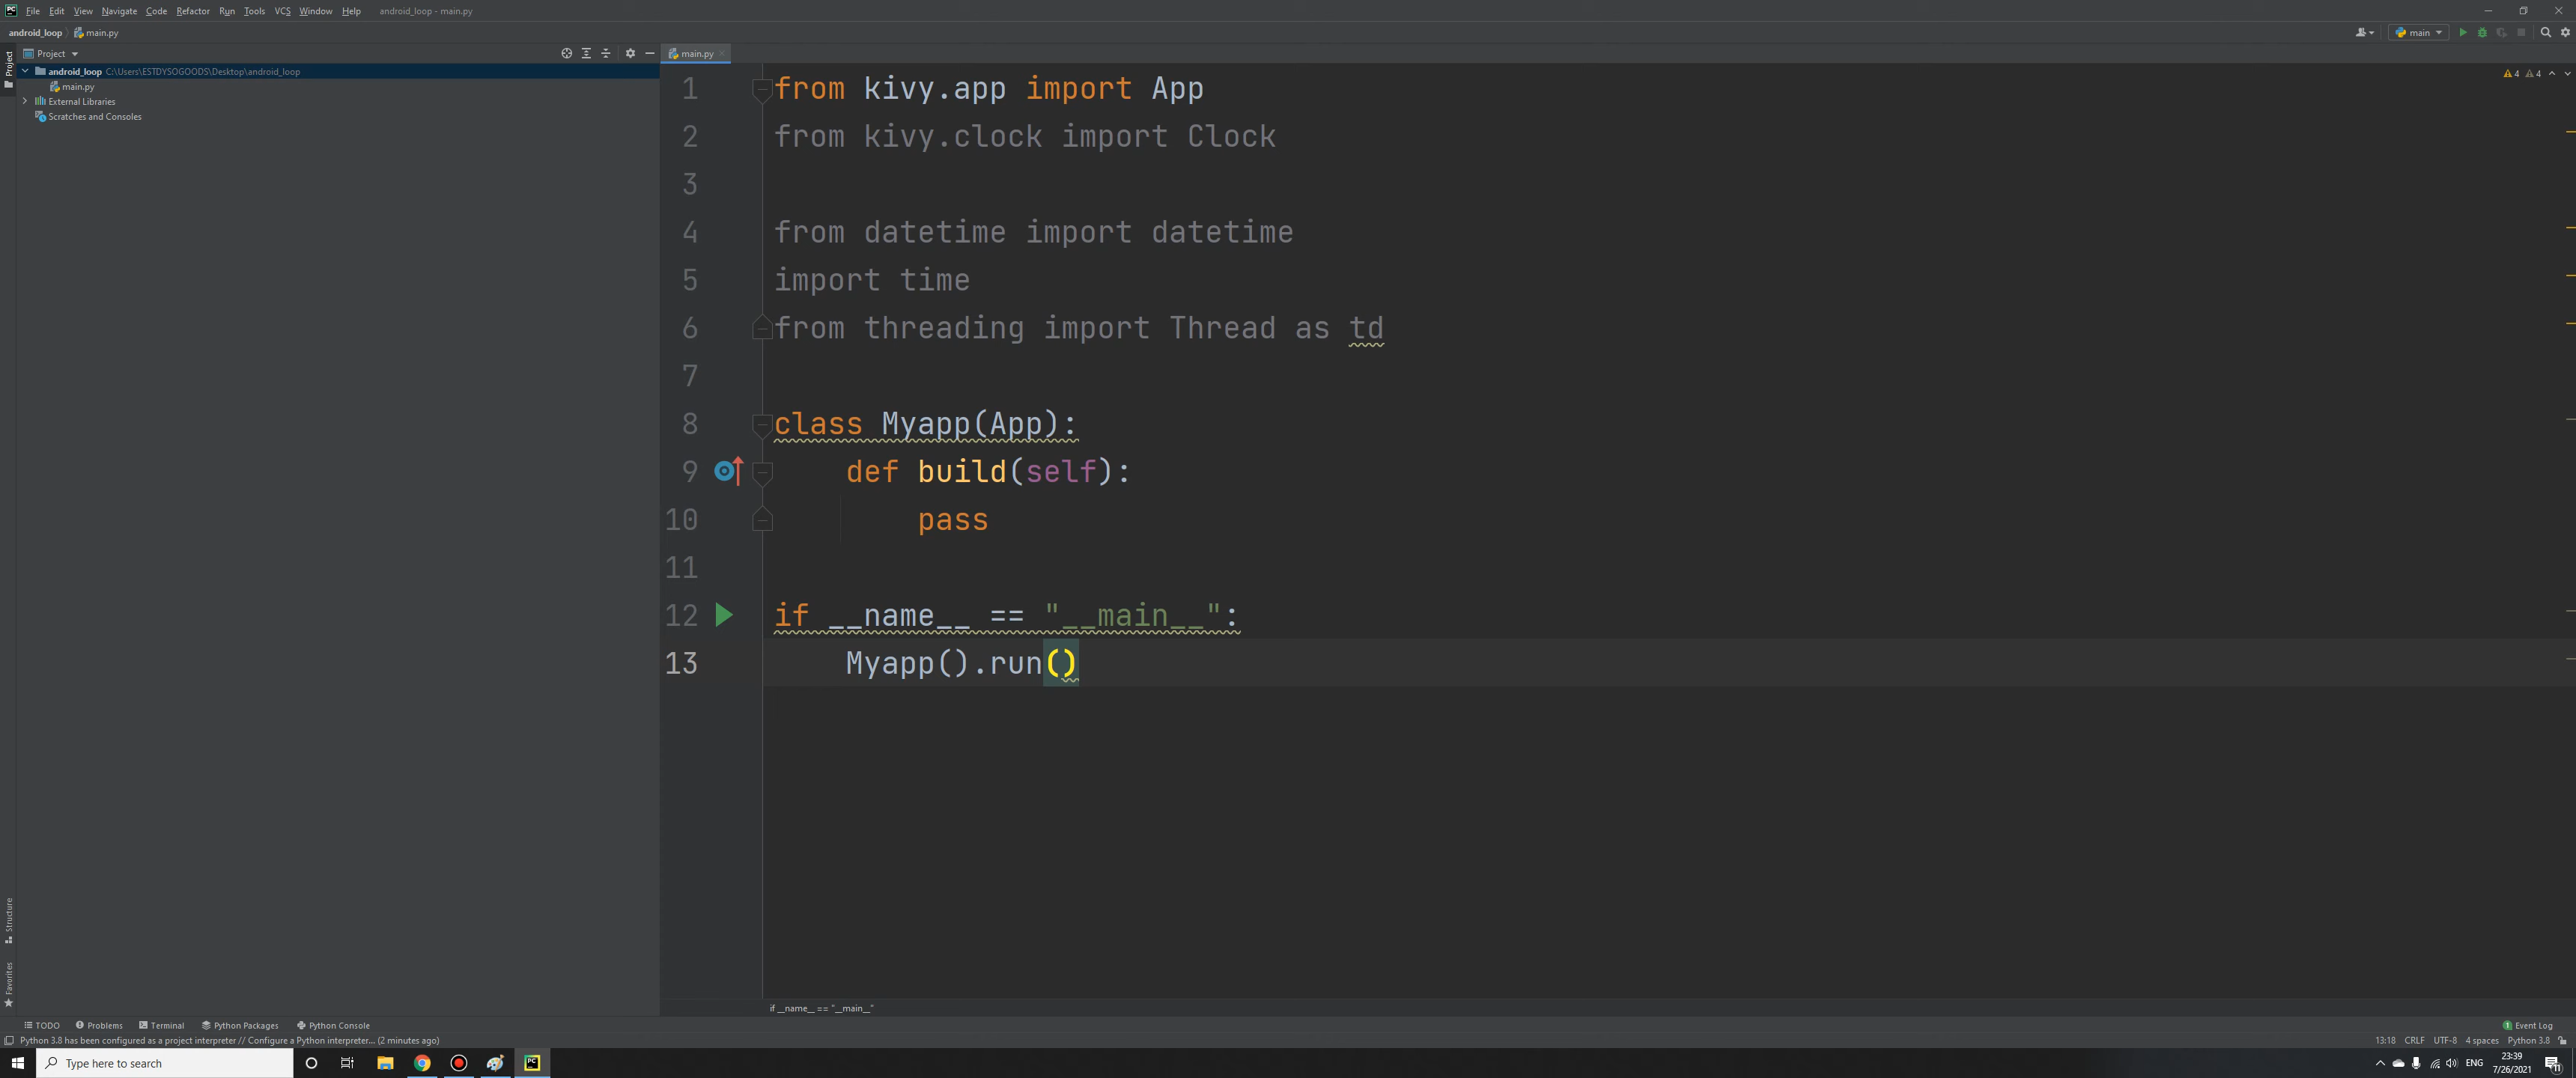 File Edit View Navigate Code Refactor Run Tools VCS Window Help android_loop - main.py
android_loop main.py main
Project
Project main.py
android_loop C:\Users\ESTDYSOGOODS\Desktop\android_loop
main.py
External Libraries
Scratches and Consoles
4 4
1 from kivy.app import App
2 from kivy.clock import Clock
3
4 from datetime import datetime
5 import time
6 from threading import Thread as td
7
8 class Myapp(App):
9 def build(self):
10 pass
11
12 if __name__ == "__main__":
13 Myapp().run()
Structure
Favorites
if __name__ == "__main__"
TODO Problems Terminal Python Packages Python Console 1 Event Log
Python 3.8 has been configured as a project interpreter // Configure a Python interpreter... (2 minutes ago) 13:18 CRLF UTF-8 4 spaces Python 3.8
Type here to search ENG 23:39
7/26/2021